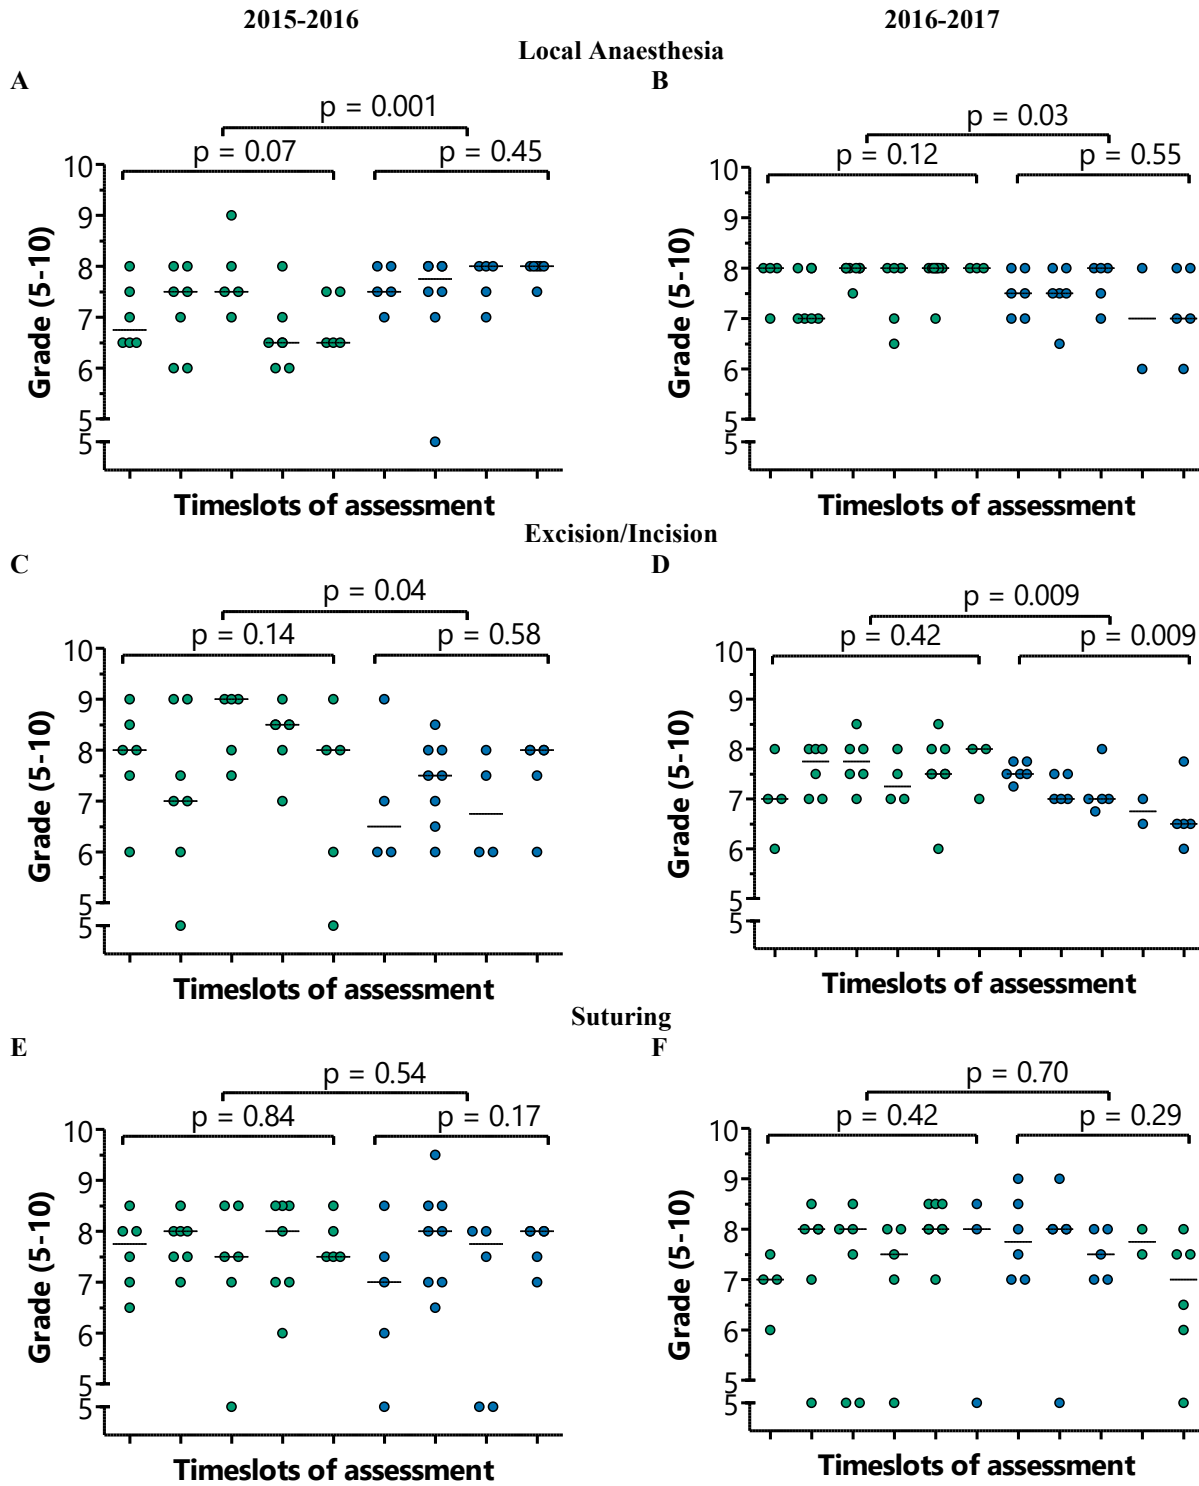 2015-2016 2016-2017
Local Anaesthesia
A B
p = 0.001
p = 0.07 p = 0.45
10
9
8
7
6
5
5
Grade (5-10)
Timeslots of assessment
p = 0.03
p = 0.12 p = 0.55
10
9
8
7
6
5
5
Grade (5-10)
Timeslots of assessment
Excision/Incision
C D
p = 0.04
p = 0.14 p = 0.58
10
9
8
7
6
5
5
Grade (5-10)
Timeslots of assessment
p = 0.009
p = 0.42 p = 0.009
10
9
8
7
6
5
5
Grade (5-10)
Timeslots of assessment
Suturing
E F
p = 0.54
p = 0.84 p = 0.17
10
9
8
7
6
5
5
Grade (5-10)
Timeslots of assessment
p = 0.70
p = 0.42 p = 0.29
10
9
8
7
6
5
5
Grade (5-10)
Timeslots of assessment